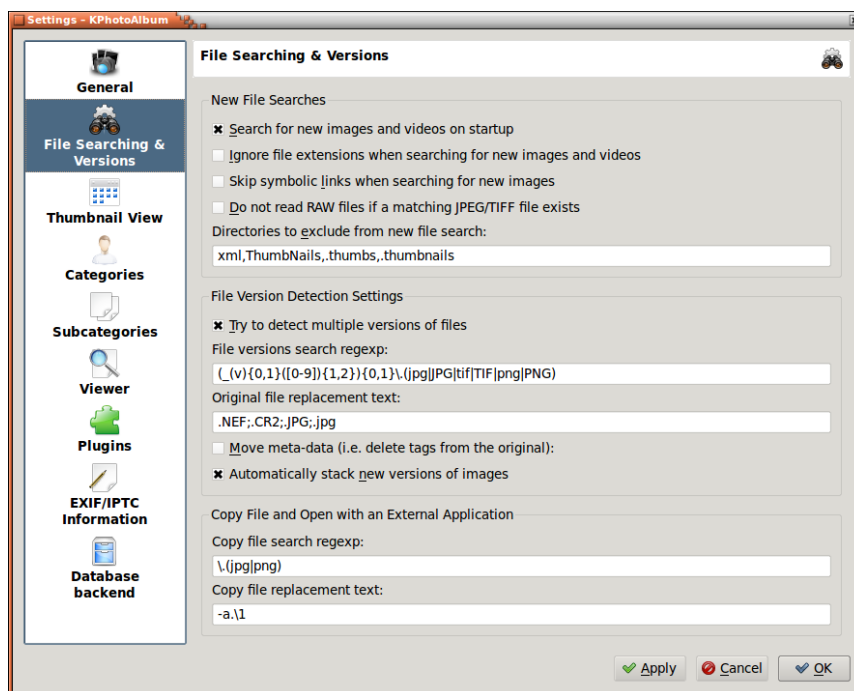 Settings - KPhotoAlbum
General
File Searching &
Versions
Thumbnail View
Categories
Subcategories
Viewer
Plugins
EXIF/IPTC
Information
Database
backend
File Searching & Versions
New File Searches
Search for new images and videos on startup
Ignore file extensions when searching for new images and videos
Skip symbolic links when searching for new images
Do not read RAW files if a matching JPEG/TIFF file exists
Directories to exclude from new file search:
xml,ThumbNails,.thumbs,.thumbnails
File Version Detection Settings
Try to detect multiple versions of files
File versions search regexp:
(_(v){0,1}([0-9]){1,2}){0,1}\.(jpg|JPG|tif|TIF|png|PNG)
Original file replacement text:
.NEF;.CR2;.JPG;.jpg
Move meta-data (i.e. delete tags from the original):
Automatically stack new versions of images
Copy File and Open with an External Application
Copy file search regexp:
\.(jpg|png)
Copy file replacement text:
-a.\1
Apply
Cancel
OK